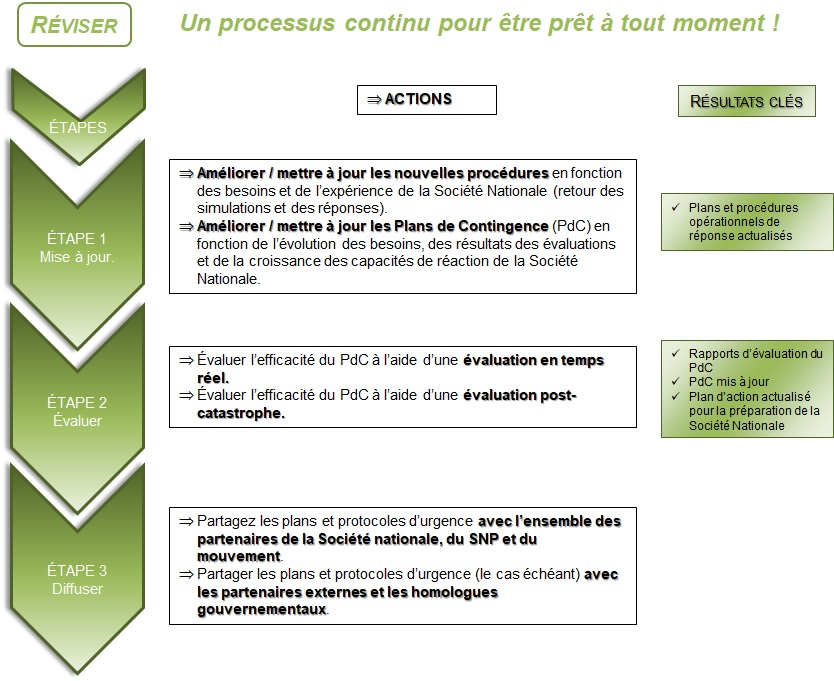 RÉVISER
Un processus continu pour être prêt à tout moment !
ÉTAPES
⇒ ACTIONS
RÉSULTATS CLÉS
ÉTAPE 1
Mise à jour.
⇒ Améliorer / mettre à jour les nouvelles procédures en fonction
des besoins et de l’expérience de la Société Nationale (retour des
simulations et des réponses).
⇒ Améliorer / mettre à jour les Plans de Contingence (PdC) en
fonction de l’évolution des besoins, des résultats des évaluations
et de la croissance des capacités de réaction de la Société
Nationale.
✓ Plans et procédures
opérationnels de
réponse actualisés
ÉTAPE 2
Évaluer
⇒ Évaluer l’efficacité du PdC à l’aide d’une évaluation en temps
réel.
⇒ Évaluer l’efficacité du PdC à l’aide d’une évaluation post-
catastrophe.
✓ Rapports d’évaluation du
PdC
✓ PdC mis à jour
✓ Plan d’action actualisé
pour la préparation de la
Société Nationale
ÉTAPE 3
Diffuser
⇒ Partagez les plans et protocoles d’urgence avec l’ensemble des
partenaires de la Société nationale, du SNP et du
mouvement.
⇒ Partager les plans et protocoles d’urgence (le cas échéant) avec
les partenaires externes et les homologues
gouvernementaux.